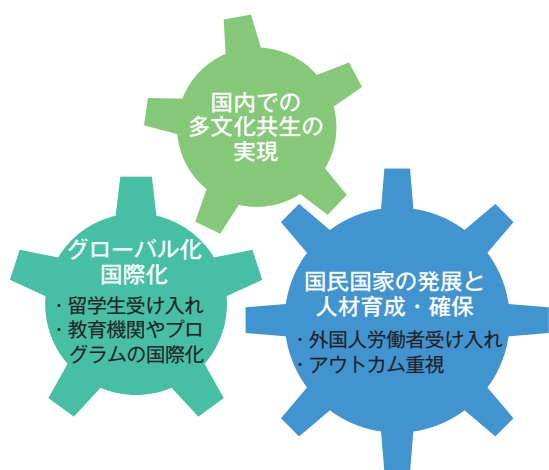 国内での
多文化共生の
実現
グローバル化
国際化
・留学生受け入れ
・教育機関やプロ
グラムの国際化
国民国家の発展と
人材育成・確保
・外国人労働者受け入れ
・アウトカム重視